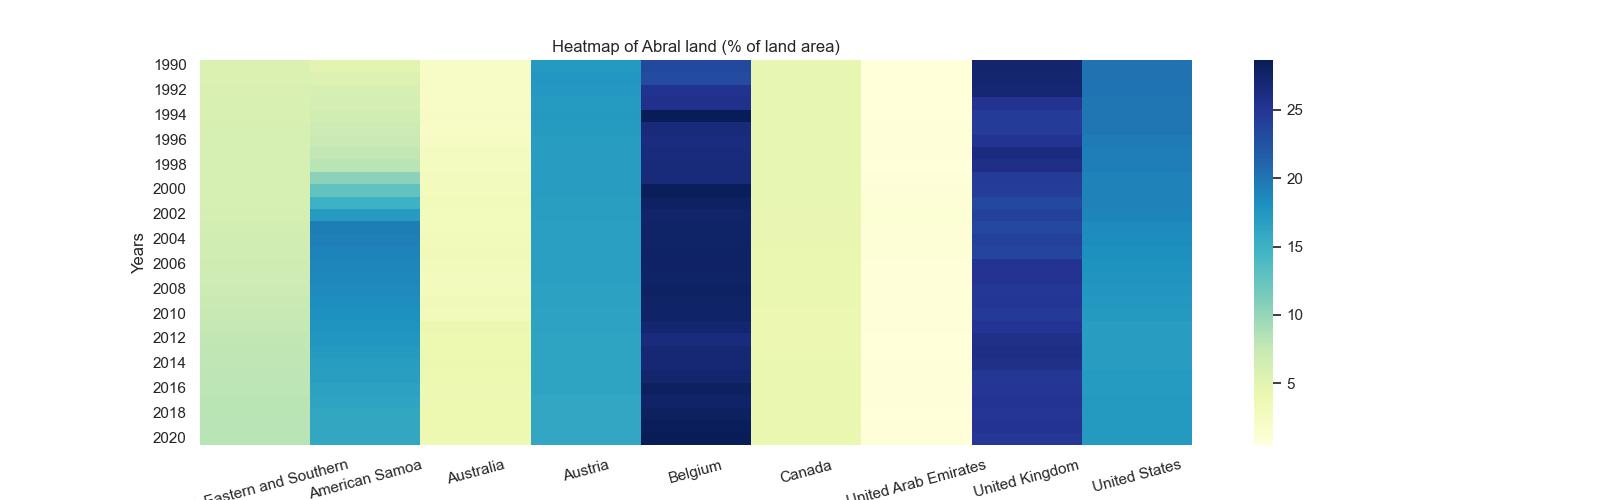 Heatmap of Abral land (% of land area)
1990
1992
1994
1996
1998
2000
2002
2004
2006
2008
2010
2012
2014
2016
2018
2020
Years
Eastern and Southern
American Samoa
Australia
Austria
Belgium
Canada
United Arab Emirates
United Kingdom
United States
25
20
15
10
5